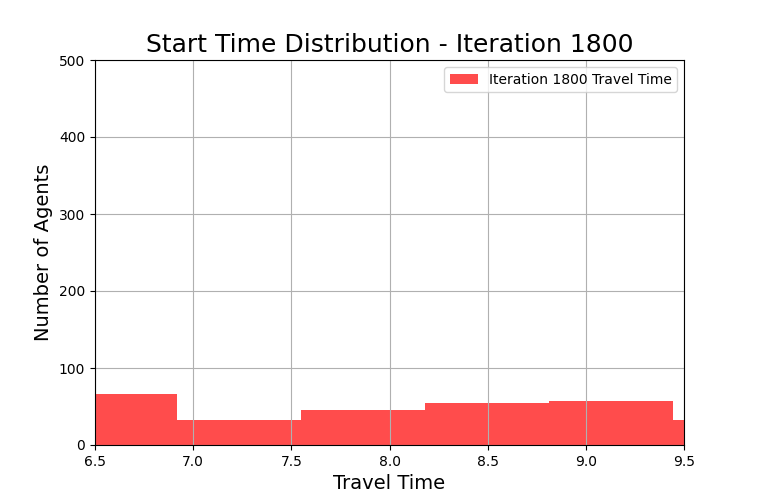 Start Time Distribution - Iteration 1800
Iteration 1800 Travel Time
Number of Agents
500
400
300
200
100
0
6.5 7.0 7.5 8.0 8.5 9.0 9.5
Travel Time